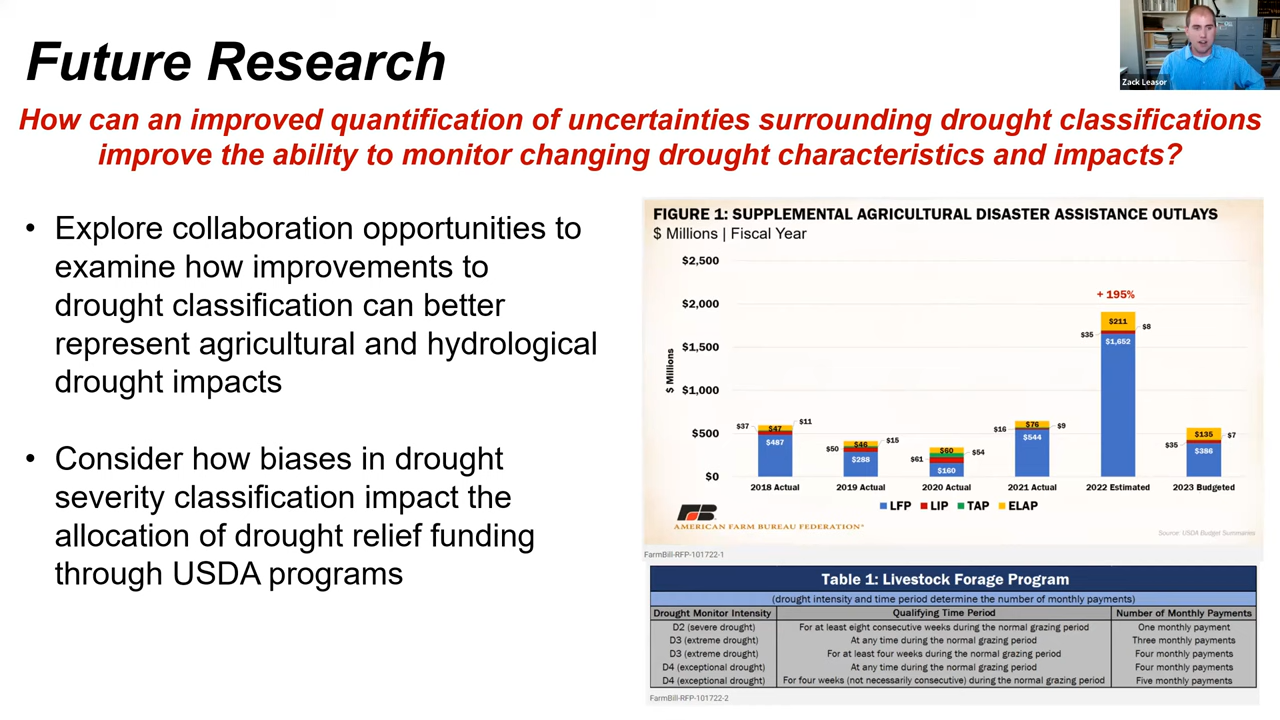 Future Research
Zack Leasor
How can an improved quantification of uncertainties surrounding drought classifications
improve the ability to monitor changing drought characteristics and impacts?
• Explore collaboration opportunities to
examine how improvements to
drought classification can better
represent agricultural and hydrological
drought impacts
• Consider how biases in drought
severity classification impact the
allocation of drought relief funding
through USDA programs
FIGURE 1: SUPPLEMENTAL AGRICULTURAL DISASTER ASSISTANCE OUTLAYS
$ Millions | Fiscal Year
$ Millions
$2,500
$2,000
$1,500
$1,000
$500
$0
$37 $47 $11
$487
$50 $46 $15
$288
$61 $60 $54
$160
$16 $76 $9
$544
+ 195%
$35 $211 $8
$1,652
$35 $135 $7
$386
2018 Actual 2019 Actual 2020 Actual 2021 Actual 2022 Estimated 2023 Budgeted
LFP LIP TAP ELAP
FB
AMERICAN FARM BUREAU FEDERATION®
Source: USDA Budget Summaries
FarmBill-RFP-101722-1
Table 1: Livestock Forage Program
(drought intensity and time period determine the number of monthly payments)
Drought Monitor Intensity Qualifying Time Period Number of Monthly Payments
D2 (severe drought) For at least eight consecutive weeks during the normal grazing period One monthly payment
D3 (extreme drought) At any time during the normal grazing period Three monthly payments
D3 (extreme drought) For at least four weeks during the normal grazing period Four monthly payments
D4 (exceptional drought) At any time during the normal grazing period Four monthly payments
D4 (exceptional drought) For four weeks (not necessarily consecutive) during the normal grazing period Five monthly payments
FarmBill-RFP-101722-2